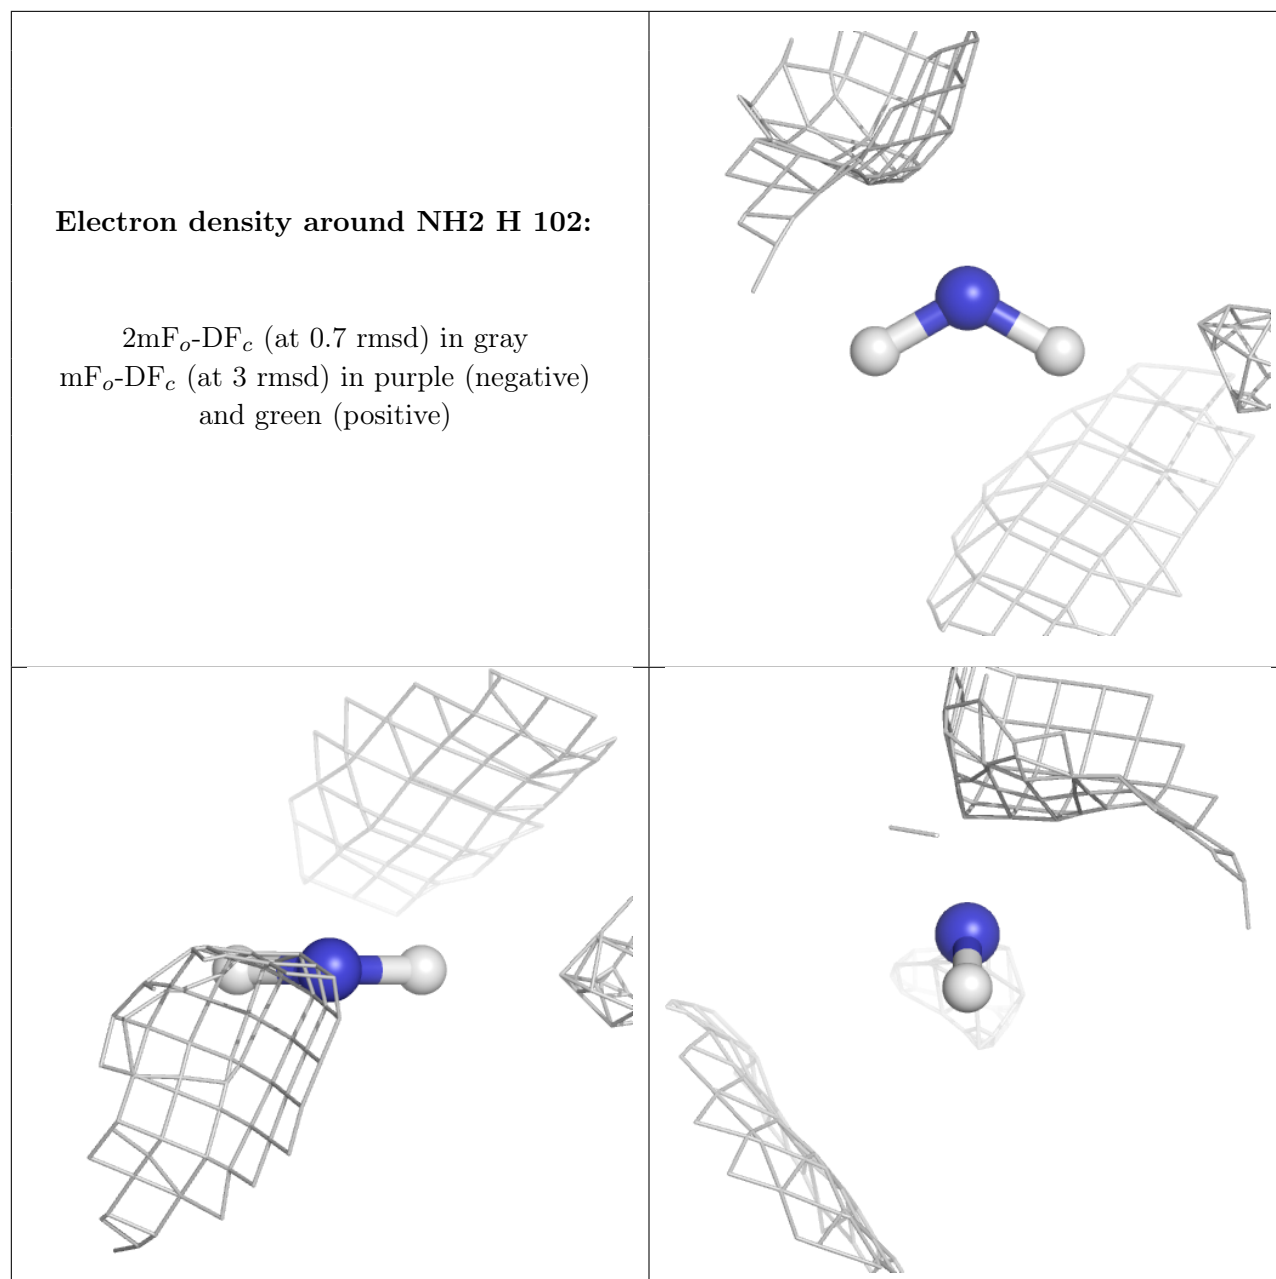 Electron density around NH2 H 102:
2mFo-DFc (at 0.7 rmsd) in gray
mFo-DFc (at 3 rmsd) in purple (negative)
and green (positive)